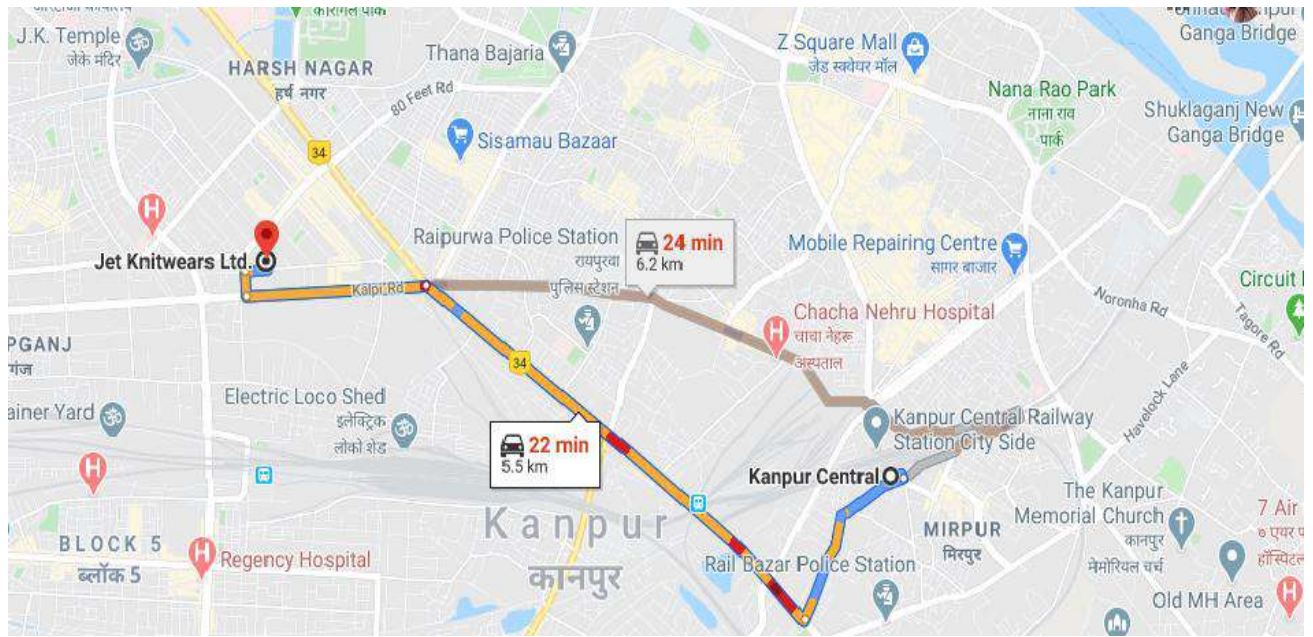 कारागिल पार्क
J.K. Temple
जेके मंदिर
HARSH NAGAR
हर्ष नगर
80 Feet Rd
Thana Bajaria
Z Square Mall
ज़ेड स्क्वेयर मॉल
Ganga Bridge
Nana Rao Park
नाना राव
पार्क
Shuklaganj New
Ganga Bridge
34
Sisamau Bazaar
Jet Knitwears Ltd.
Kalpi Rd
Raipurwa Police Station
रायपुरवा
पुलिस स्टेशन
24 min
6.2 km
Mobile Repairing Centre
सागर बाजार
Circuit
Noronha Rd
Tagore Rd
Chacha Nehru Hospital
चाचा नेहरू
अस्पताल
PGANJ
गंज
34
Electric Loco Shed
इलेक्ट्रिक
लोको शेड
ainer Yard
Havelock Lane
Kanpur Central Railway
Station City Side
22 min
5.5 km
Kanpur Central
Kanpur
कानपुर
MIRPUR
मिरपुर
The Kanpur
Memorial Church
कानपुर
मेमोरियल चर्च
7 Air
BLOCK 5
ब्लॉक 5
Regency Hospital
Rail Bazar Police Station
Old MH Area